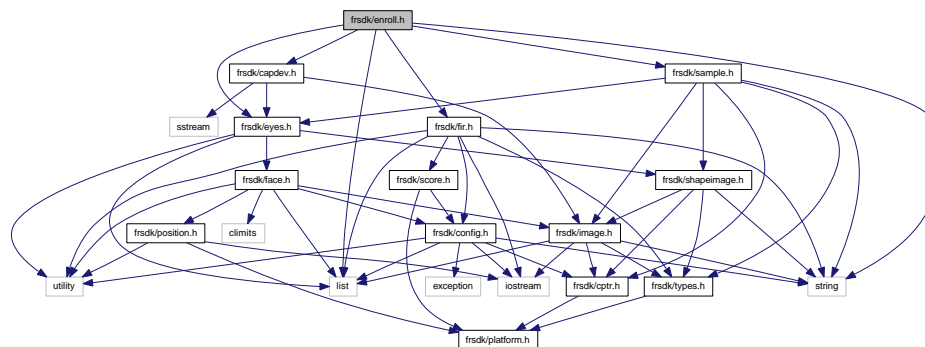 frsdk/enroll.h
frsdk/capdev.h
frsdk/sample.h
sstream
frsdk/eyes.h
frsdk/fir.h
frsdk/face.h
frsdk/score.h
frsdk/shapeimage.h
frsdk/position.h
climits
frsdk/config.h
frsdk/image.h
utility
list
exception
iostream
frsdk/cptr.h
frsdk/types.h
string
frsdk/platform.h